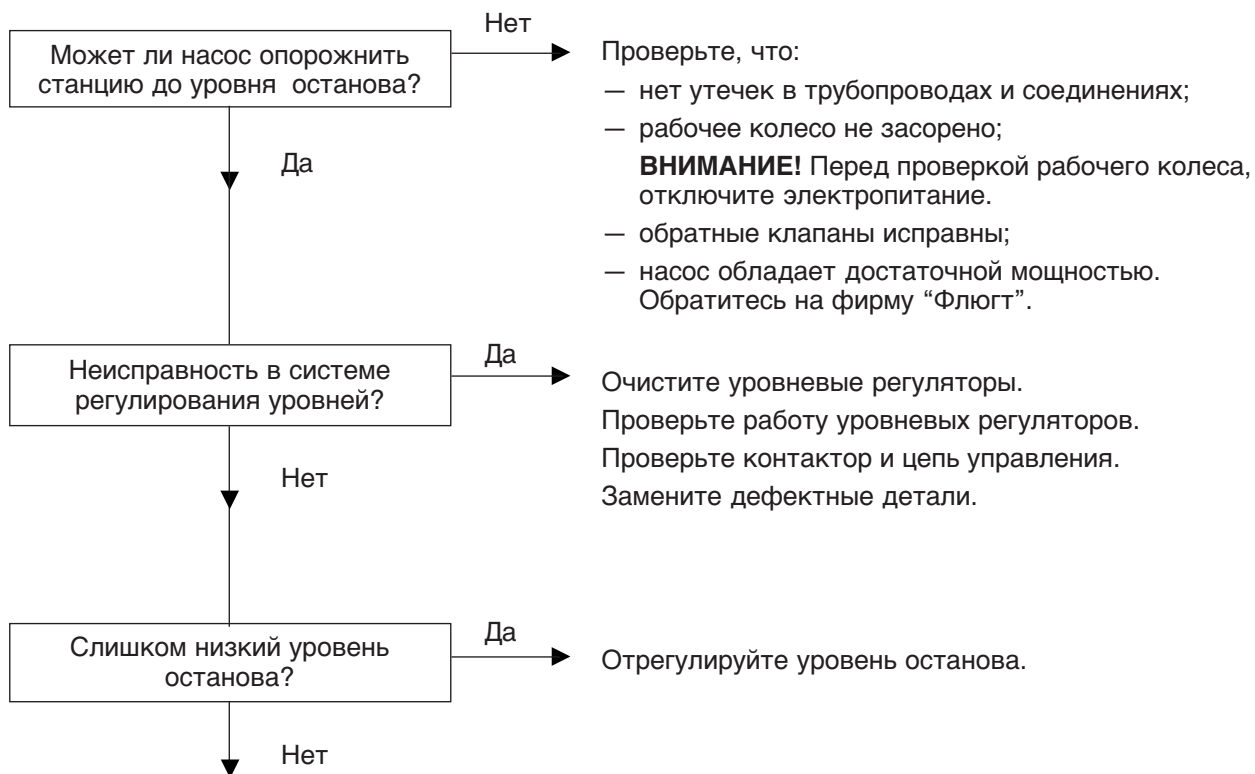 Может ли насос опорожнить
станцию до уровня останова?
Нет
Проверьте, что:
— нет утечек в трубопроводах и соединениях;
— рабочее колесо не засорено;
ВНИМАНИЕ! Перед проверкой рабочего колеса,
отключите электропитание.
— обратные клапаны исправны;
— насос обладает достаточной мощностью.
Обратитесь на фирму “Флюгт”.
Да
Неисправность в системе
регулирования уровней?
Да
Очистите уровневые регуляторы.
Проверьте работу уровневых регуляторов.
Проверьте контактор и цепь управления.
Замените дефектные детали.
Нет
Слишком низкий уровень
останова?
Да
Отрегулируйте уровень останова.
Нет